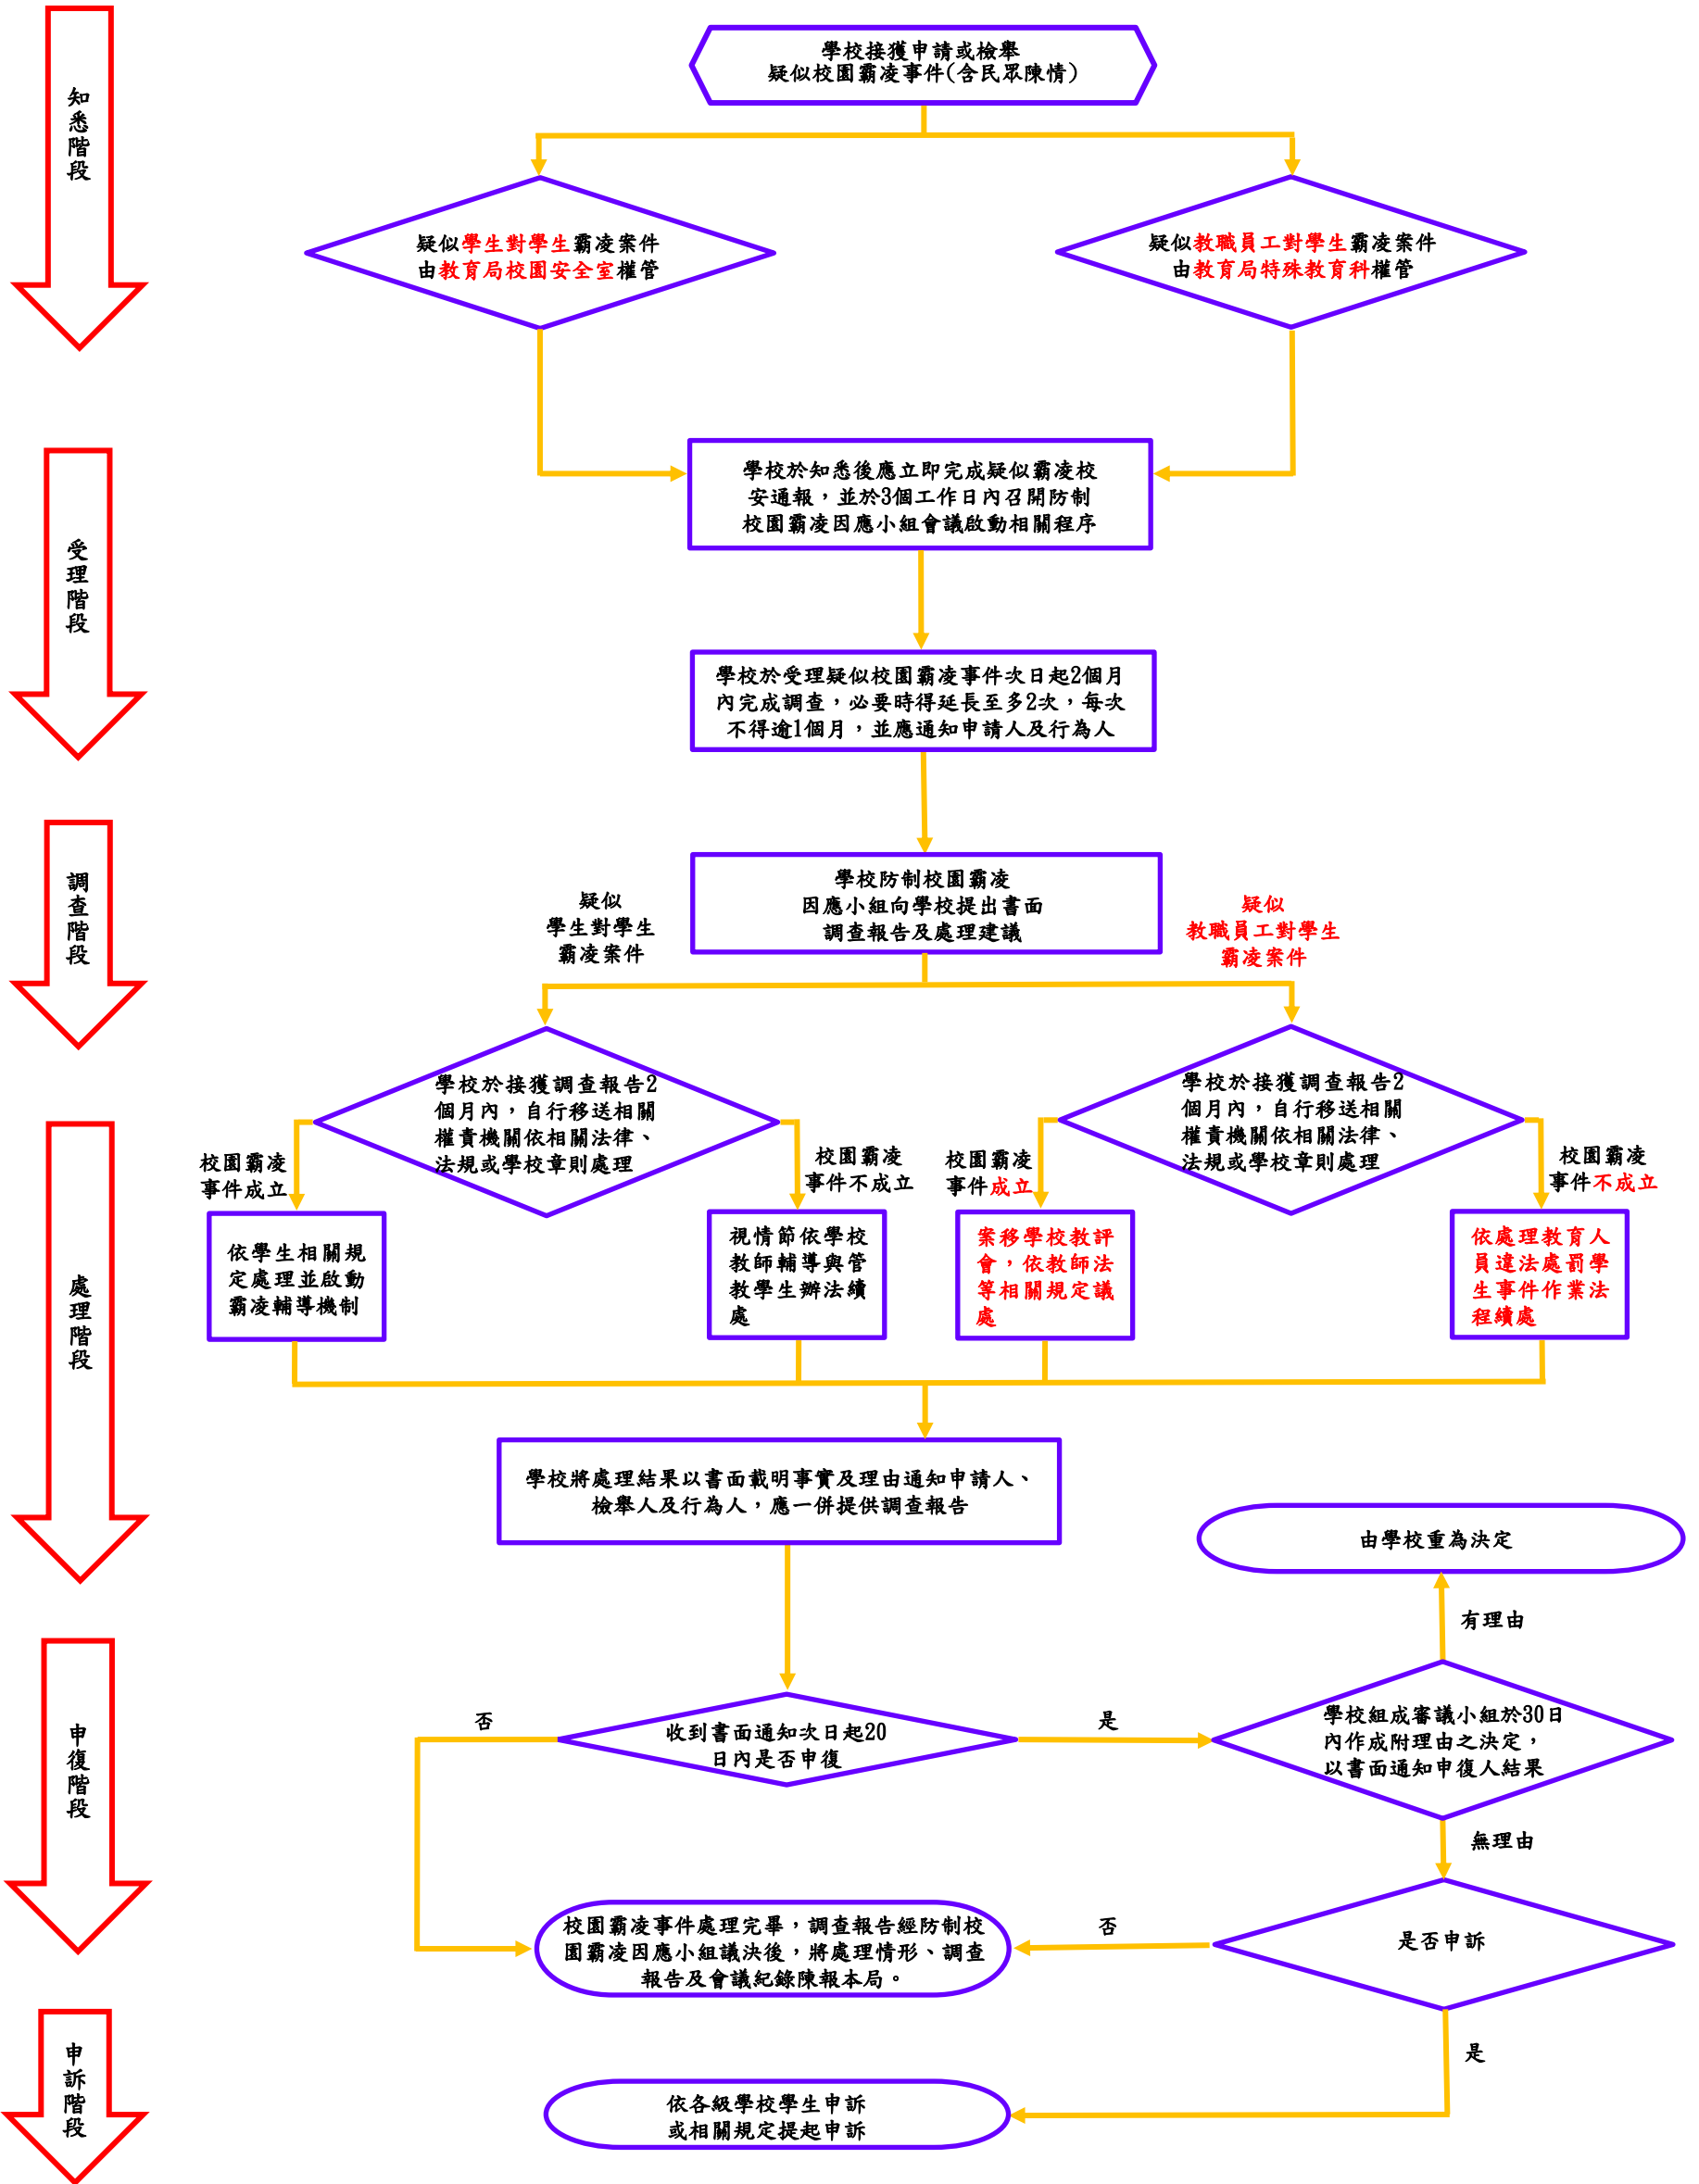 知悉階段
學校接獲申請或檢舉
疑似校園霸凌事件(含民眾陳情)
疑似學生對學生霸凌案件
由教育局校園安全室權管
疑似教職員工對學生霸凌案件
由教育局特殊教育科權管
受理階段
學校於知悉後應立即完成疑似霸凌校
安通報，並於3個工作日內召開防制
校園霸凌因應小組會議啟動相關程序
學校於受理疑似校園霸凌事件次日起2個月
內完成調查，必要時得延長至多2次，每次
不得逾1個月，並應通知申請人及行為人
調查階段
學校防制校園霸凌
因應小組向學校提出書面
調查報告及處理建議
疑似
學生對學生
霸凌案件
疑似
教職員工對學生
霸凌案件
處理階段
學校於接獲調查報告2
個月內，自行移送相關
權責機關依相關法律、
法規或學校章則處理
學校於接獲調查報告2
個月內，自行移送相關
權責機關依相關法律、
法規或學校章則處理
校園霸凌
事件成立
校園霸凌
事件不成立
校園霸凌
事件成立
校園霸凌
事件不成立
依學生相關規
定處理並啟動
霸凌輔導機制
視情節依學校
教師輔導與管
教學生辦法續
處
案移學校教評
會，依教師法
等相關規定議
處
依處理教育人
員違法處罰學
生事件作業法
程續處
學校將處理結果以書面載明事實及理由通知申請人、
檢舉人及行為人，應一併提供調查報告
由學校重為決定
有理由
申復階段
收到書面通知次日起20
日內是否申復
否
是
學校組成審議小組於30日
內作成附理由之決定，
以書面通知申復人結果
無理由
校園霸凌事件處理完畢，調查報告經防制校
園霸凌因應小組議決後，將處理情形、調查
報告及會議紀錄陳報本局。
否
是否申訴
是
申訴階段
依各級學校學生申訴
或相關規定提起申訴